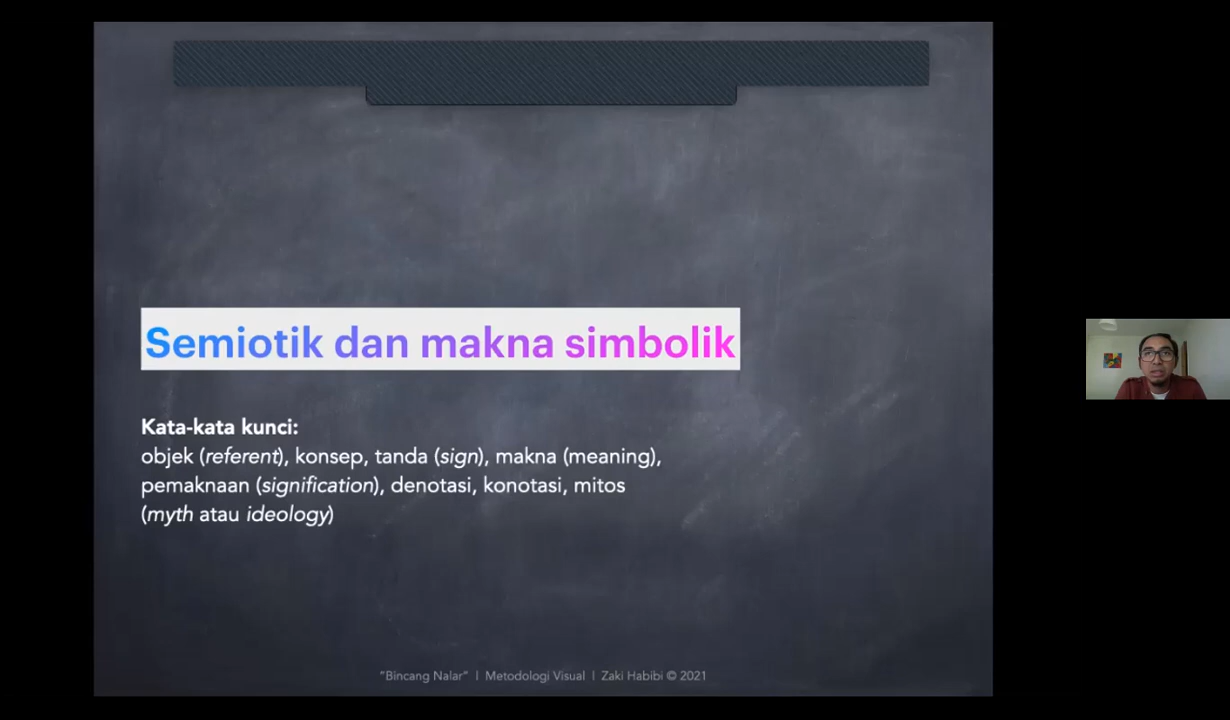 Semiotik dan makna simbolik
Kata-kata kunci:
objek (referent), konsep, tanda (sign), makna (meaning),
pemaknaan (signification), denotasi, konotasi, mitos
(myth atau ideology)
“Bincang Nalar” | Metodologi Visual | Zaki Habibi © 2021